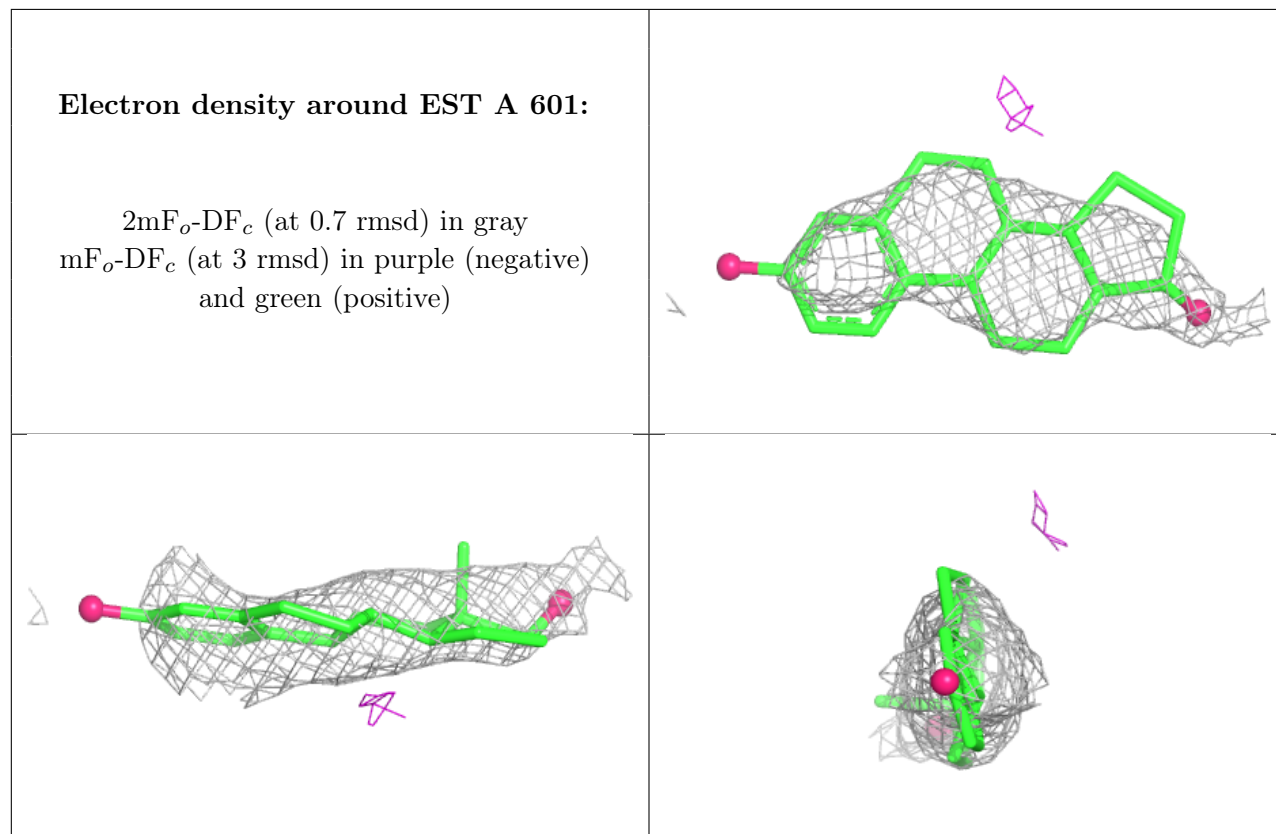 Electron density around EST A 601:
2mFo-DFc (at 0.7 rmsd) in gray
mFo-DFc (at 3 rmsd) in purple (negative)
and green (positive)